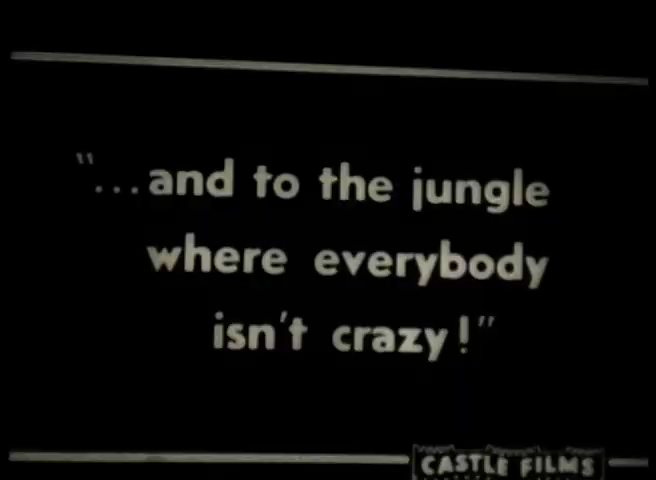 "...and to the jungle
where everybody
isn't crazy!"
CASTLE FILMS